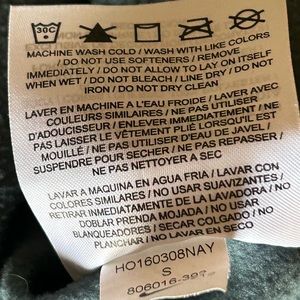 30C
MACHINE WASH COLD / WASH WITH LIKE COLORS
/ DO NOT USE SOFTENERS / REMOVE
IMMEDIATELY / DO NOT ALLOW TO LAY ON ITSELF
WHEN WET / DO NOT BLEACH / LINE DRY / DO NOT
IRON / DO NOT DRY CLEAN
LAVER EN MACHINE A L'EAU FROIDE / LAVER AVEC
COULEURS SIMILAIRES / NE PAS UTILISER
D'ADOUCISSEUR / ENLEVER IMMÉDIATEMENT / NE
PAS LAISSER LE VÊTEMENT PLIÉ LORSQU'IL EST
MOUILLÉ / NE PAS UTILISER D'EAU DE JAVEL /
SUSPENDRE POUR SECHER / NE PAS REPASSER /
NE PAS NETTOYER A SEC
LAVAR A MAQUINA EN AGUA FRIA / LAVAR CON
COLORES SIMILARES / NO USAR SUAVIZANTES /
RETIRAR INMEDIATAMENTE DE LAVADORA / NO
DOBLAR PRENDA MOJADA / NO USAR
BLANQUEADORES / SECAR COLGADO / NO
PLANCHAR / NO LAVAR EN SECO
HO160308NAY
S
806016-39